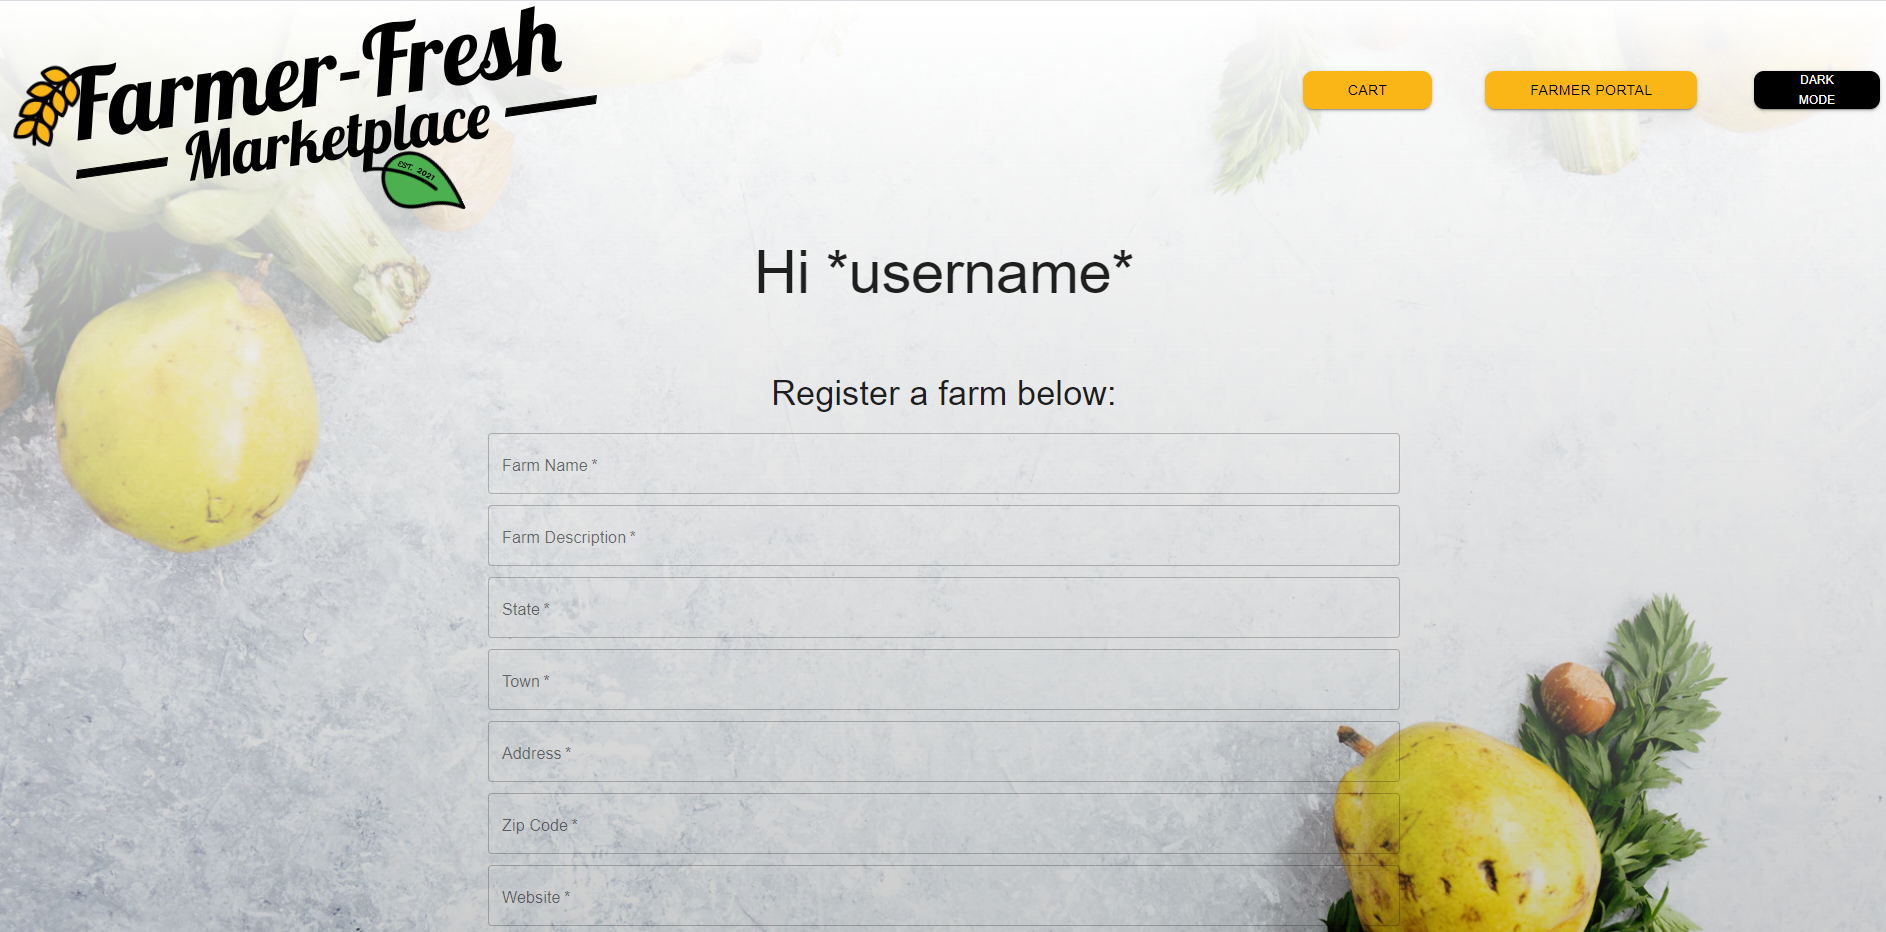 Farmer-Fresh
Marketplace
EST. 2021
CART
FARMER PORTAL
DARK
MODE
Hi *username*
Register a farm below:
Farm Name *
Farm Description *
State *
Town *
Address *
Zip Code *
Website *